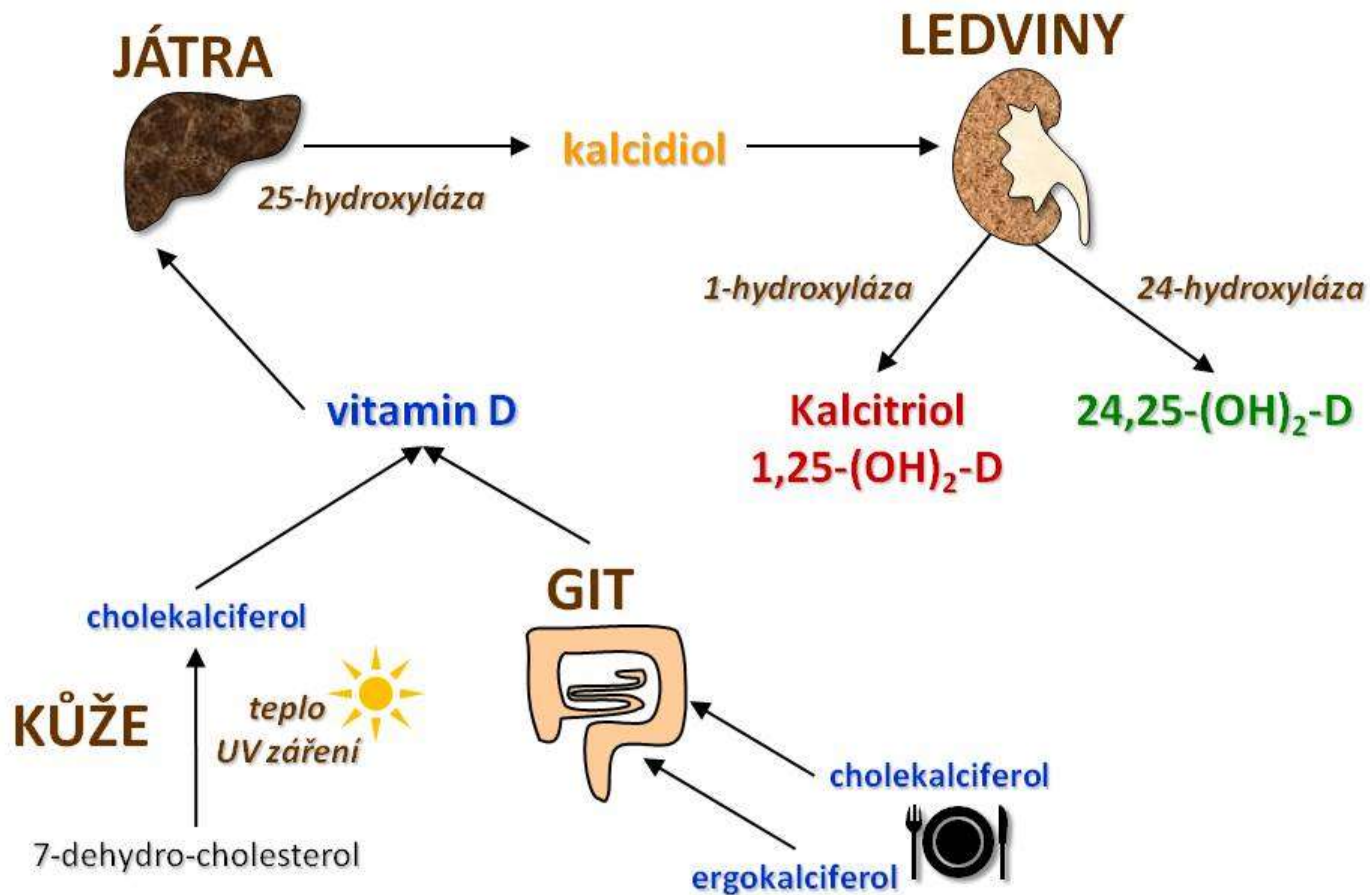 JÁTRA
LEDVINY
kalcidiol
25-hydroxyláza
1-hydroxyláza
24-hydroxyláza
vitamin D
Kalcitriol
1,25-(OH)₂-D
24,25-(OH)₂-D
GIT
cholekalciferol
KŮŽE
teplo
UV záření
cholekalciferol
7-dehydro-cholesterol
ergokalciferol